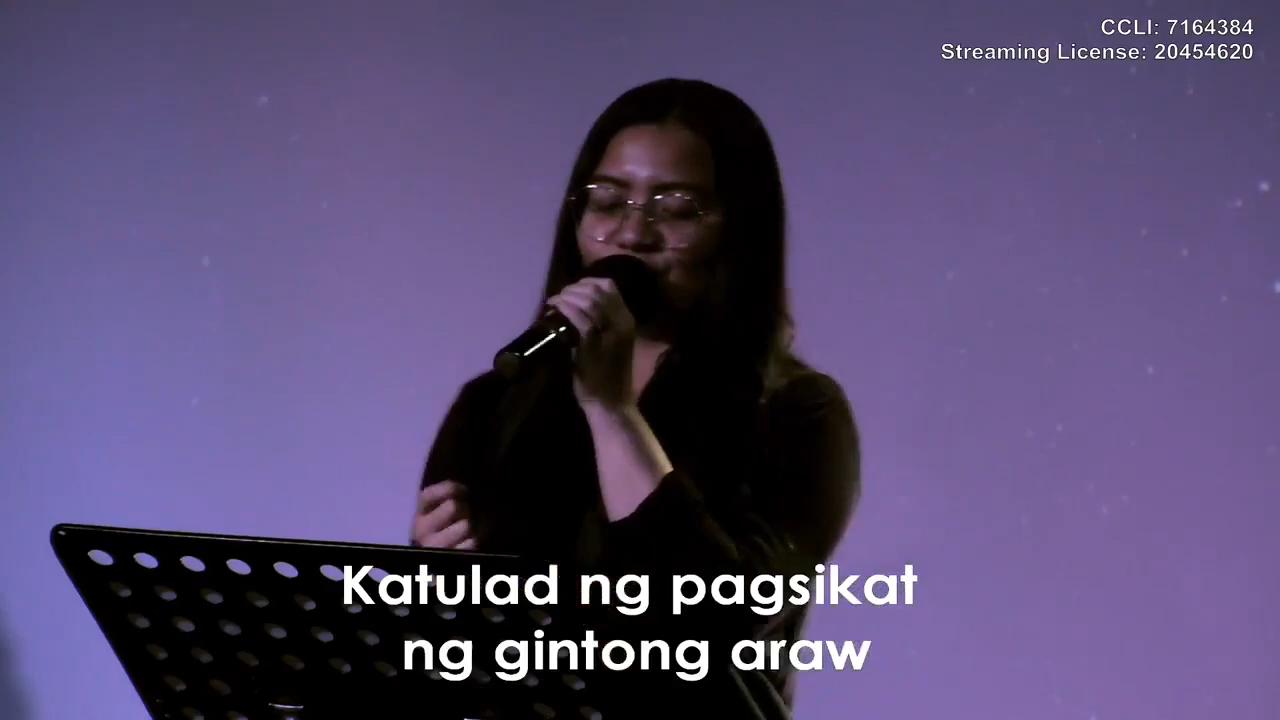 CCLI: 7164384
Streaming License: 20454620
Katulad ng pagsikat
ng gintong araw